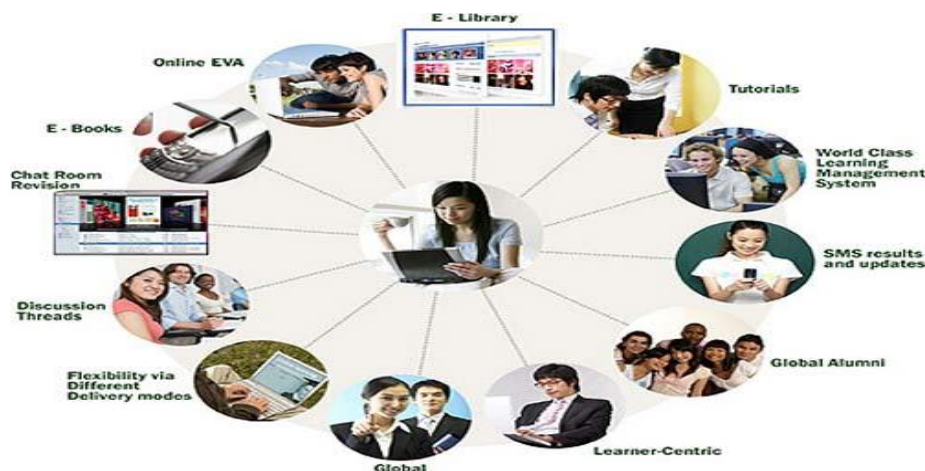 E - Library
Online EVA
Tutorials
E - Books
World Class
Learning
Management
System
Chat Room
Revision
SMS results
and updates
Discussion
Threads
Global Alumni
Flexibility via
Different
Delivery modes
Learner-Centric
Global